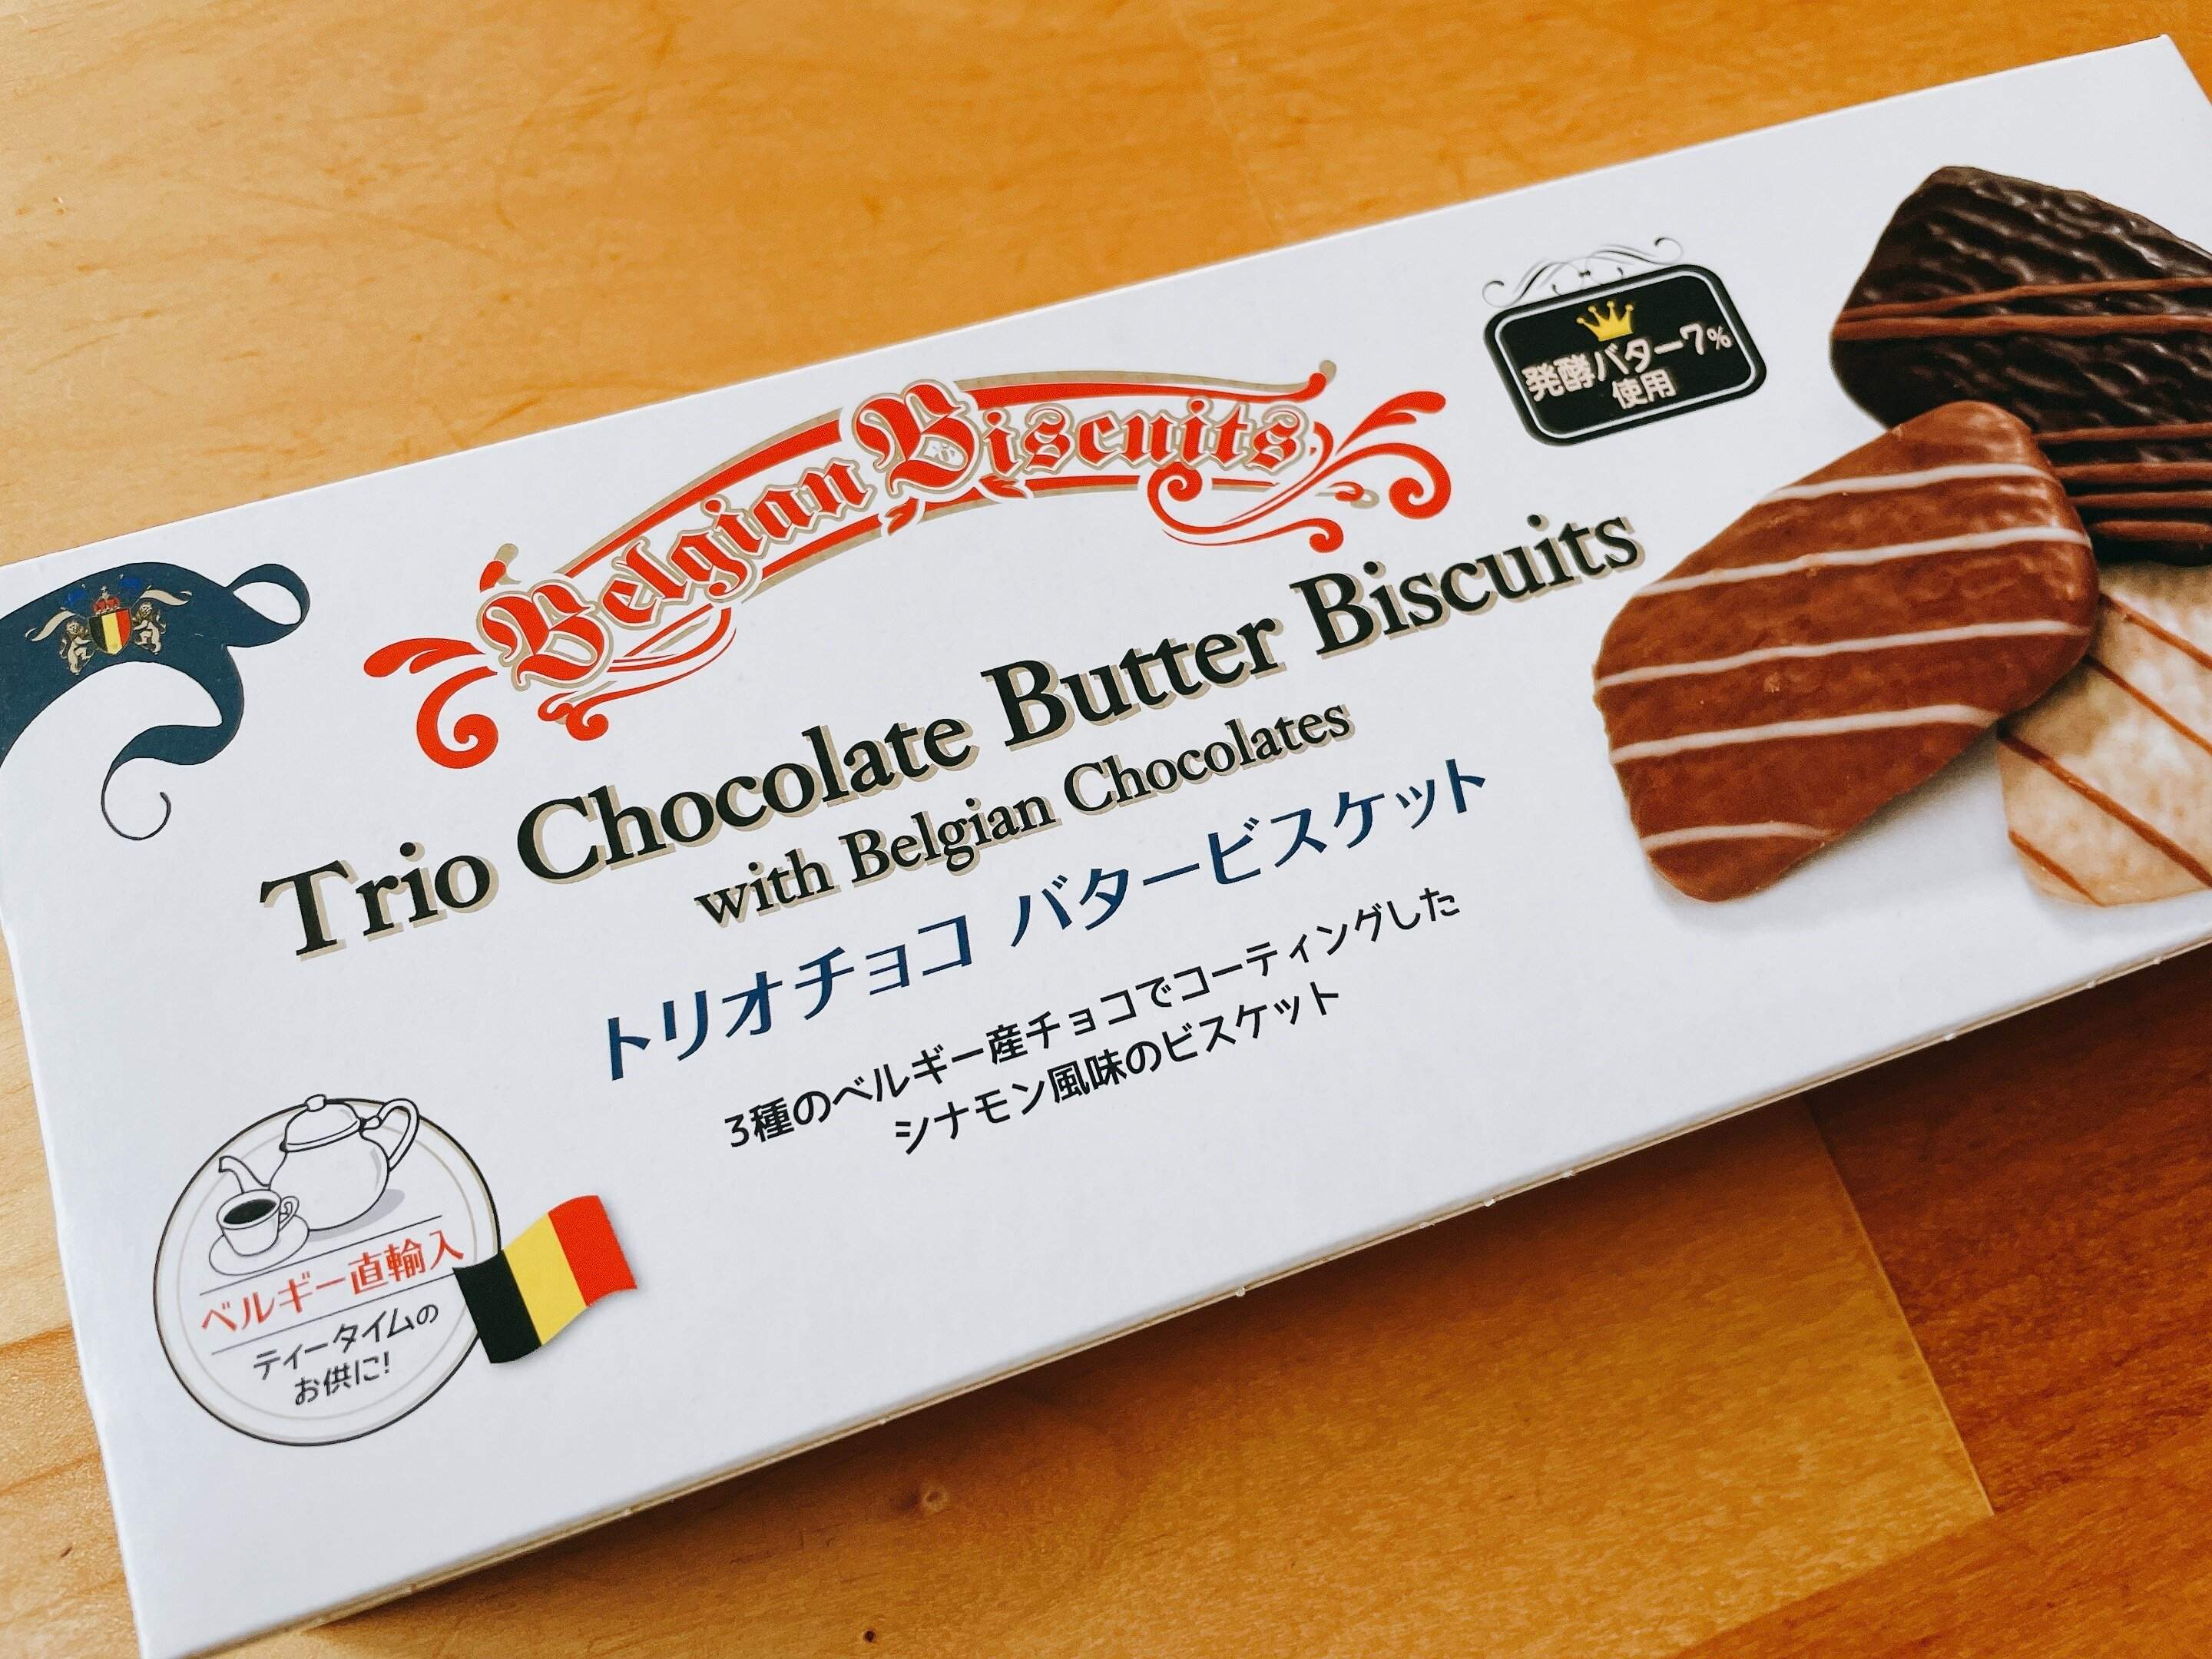 Belgian Biscuits
発酵バター7%
使用
Trio Chocolate Butter Biscuits
with Belgian Chocolates
トリオチョコ バタービスケット
3種のベルギー産チョコでコーティングした
シナモン風味のビスケット
ベルギー直輸入
ティータイムの
お供に!